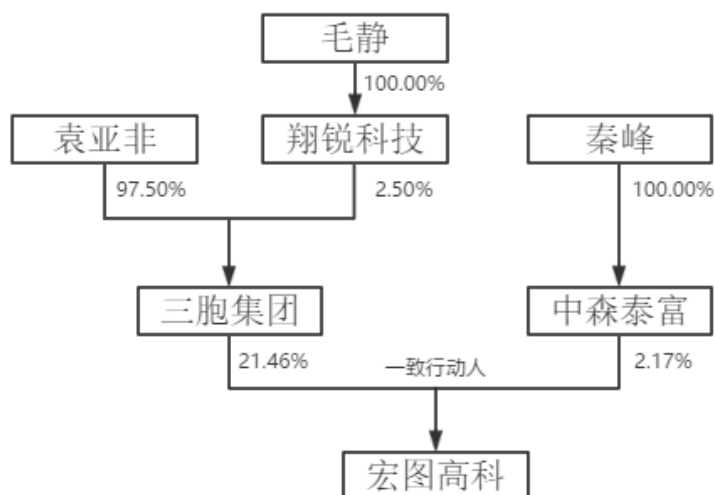 毛静
100.00%
袁亚非
翔锐科技
秦峰
97.50%
2.50%
100.00%
三胞集团
中森泰富
21.46%
一致行动人
2.17%
宏图高科